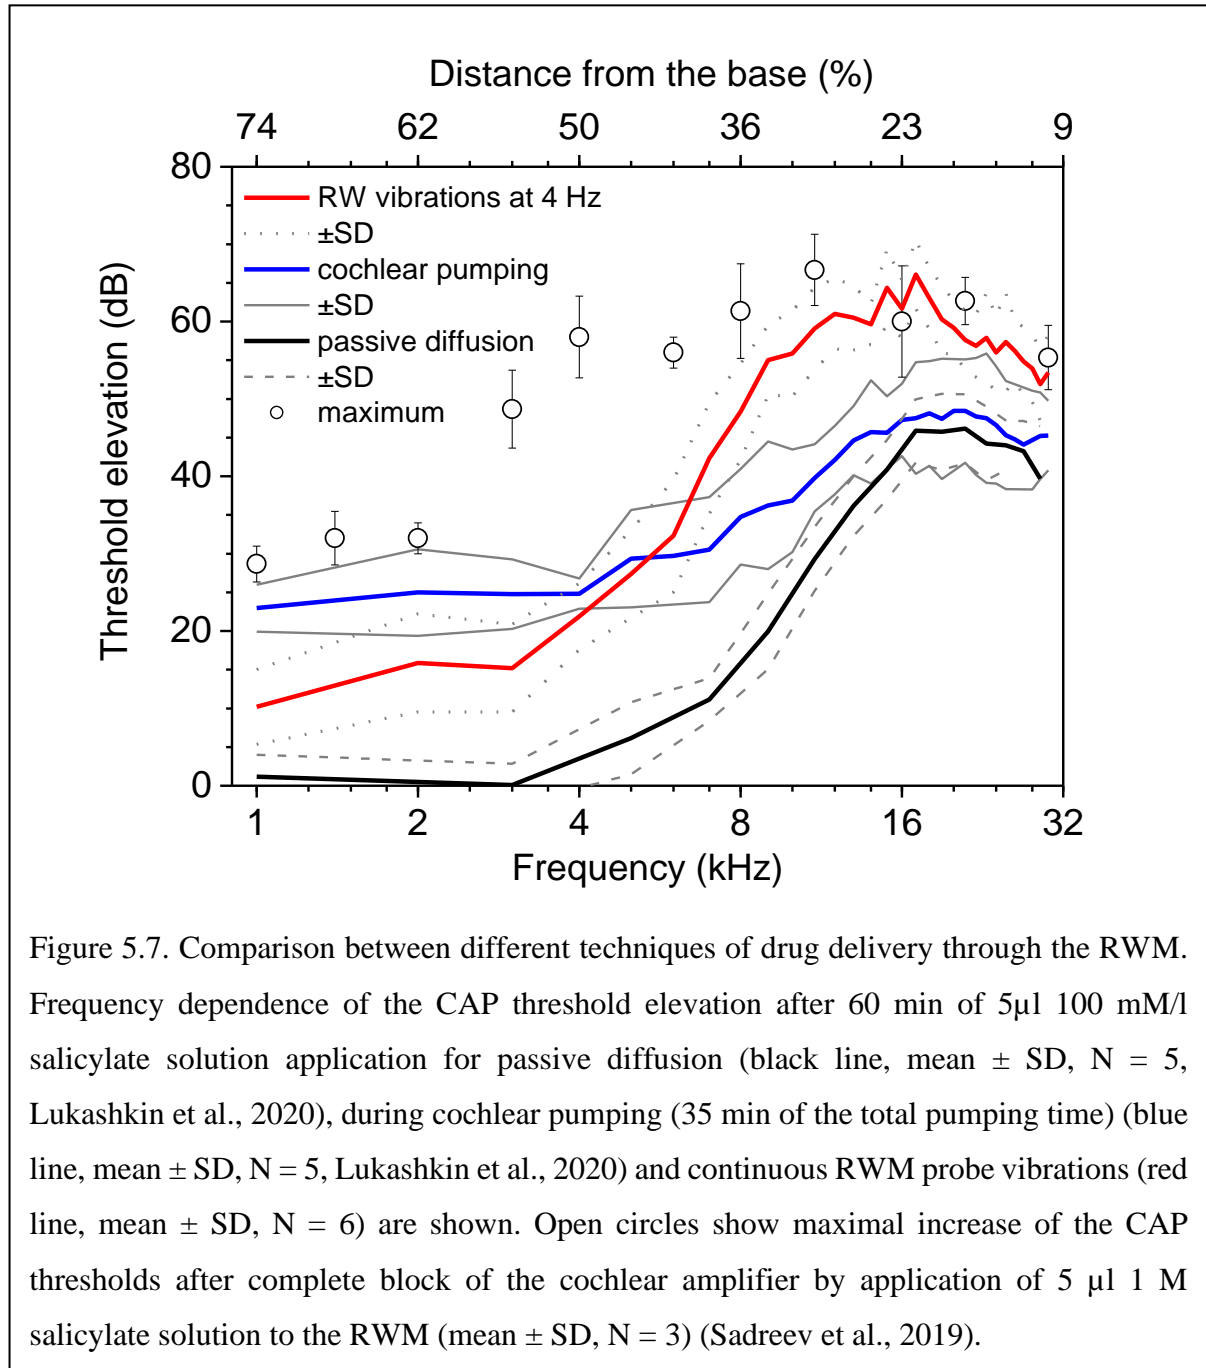 Distance from the base (%)
74 62 50 36 23 9
80
60
40
20
0
Threshold elevation (dB)
RW vibrations at 4 Hz
±SD
cochlear pumping
±SD
passive diffusion
±SD
maximum
1 2 4 8 16 32
Frequency (kHz)
Figure 5.7. Comparison between different techniques of drug delivery through the RWM.
Frequency dependence of the CAP threshold elevation after 60 min of 5µl 100 mM/l
salicylate solution application for passive diffusion (black line, mean ± SD, N = 5,
Lukashkin et al., 2020), during cochlear pumping (35 min of the total pumping time) (blue
line, mean ± SD, N = 5, Lukashkin et al., 2020) and continuous RWM probe vibrations (red
line, mean ± SD, N = 6) are shown. Open circles show maximal increase of the CAP
thresholds after complete block of the cochlear amplifier by application of 5 µl 1 M
salicylate solution to the RWM (mean ± SD, N = 3) (Sadreev et al., 2019).